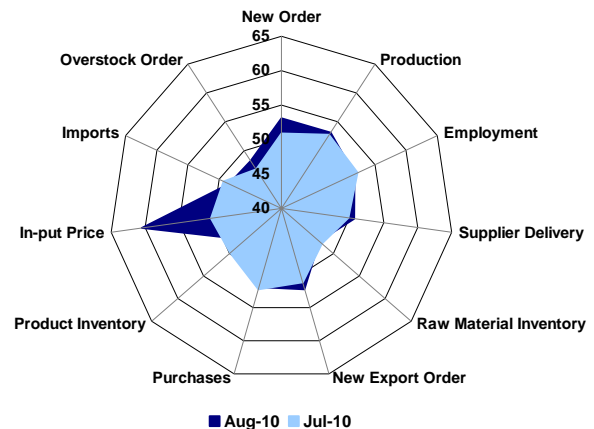 New Order
65
Overstock Order
60
Production
55
Imports
50
Employment
45
In-put Price
40
Supplier Delivery
Product Inventory
Raw Material Inventory
Purchases
New Export Order
Aug-10
Jul-10